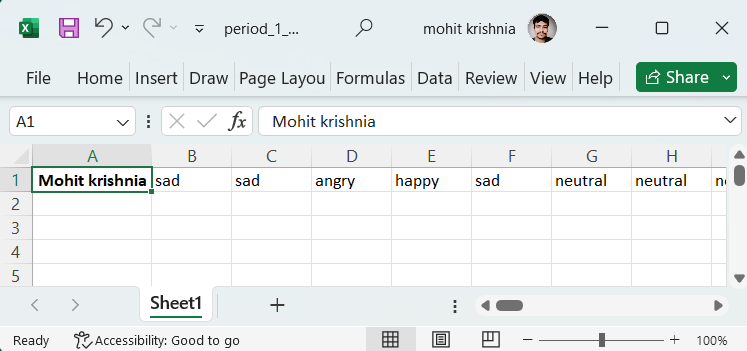 period_1_... mohit krishnia
File Home Insert Draw Page Layou Formulas Data Review View Help Share
A1 fx Mohit krishnia
A B C D E F G H
1 Mohit krishnia sad sad angry happy sad neutral neutral
2
3
4
5
Sheet1
Ready Accessibility: Good to go 100%